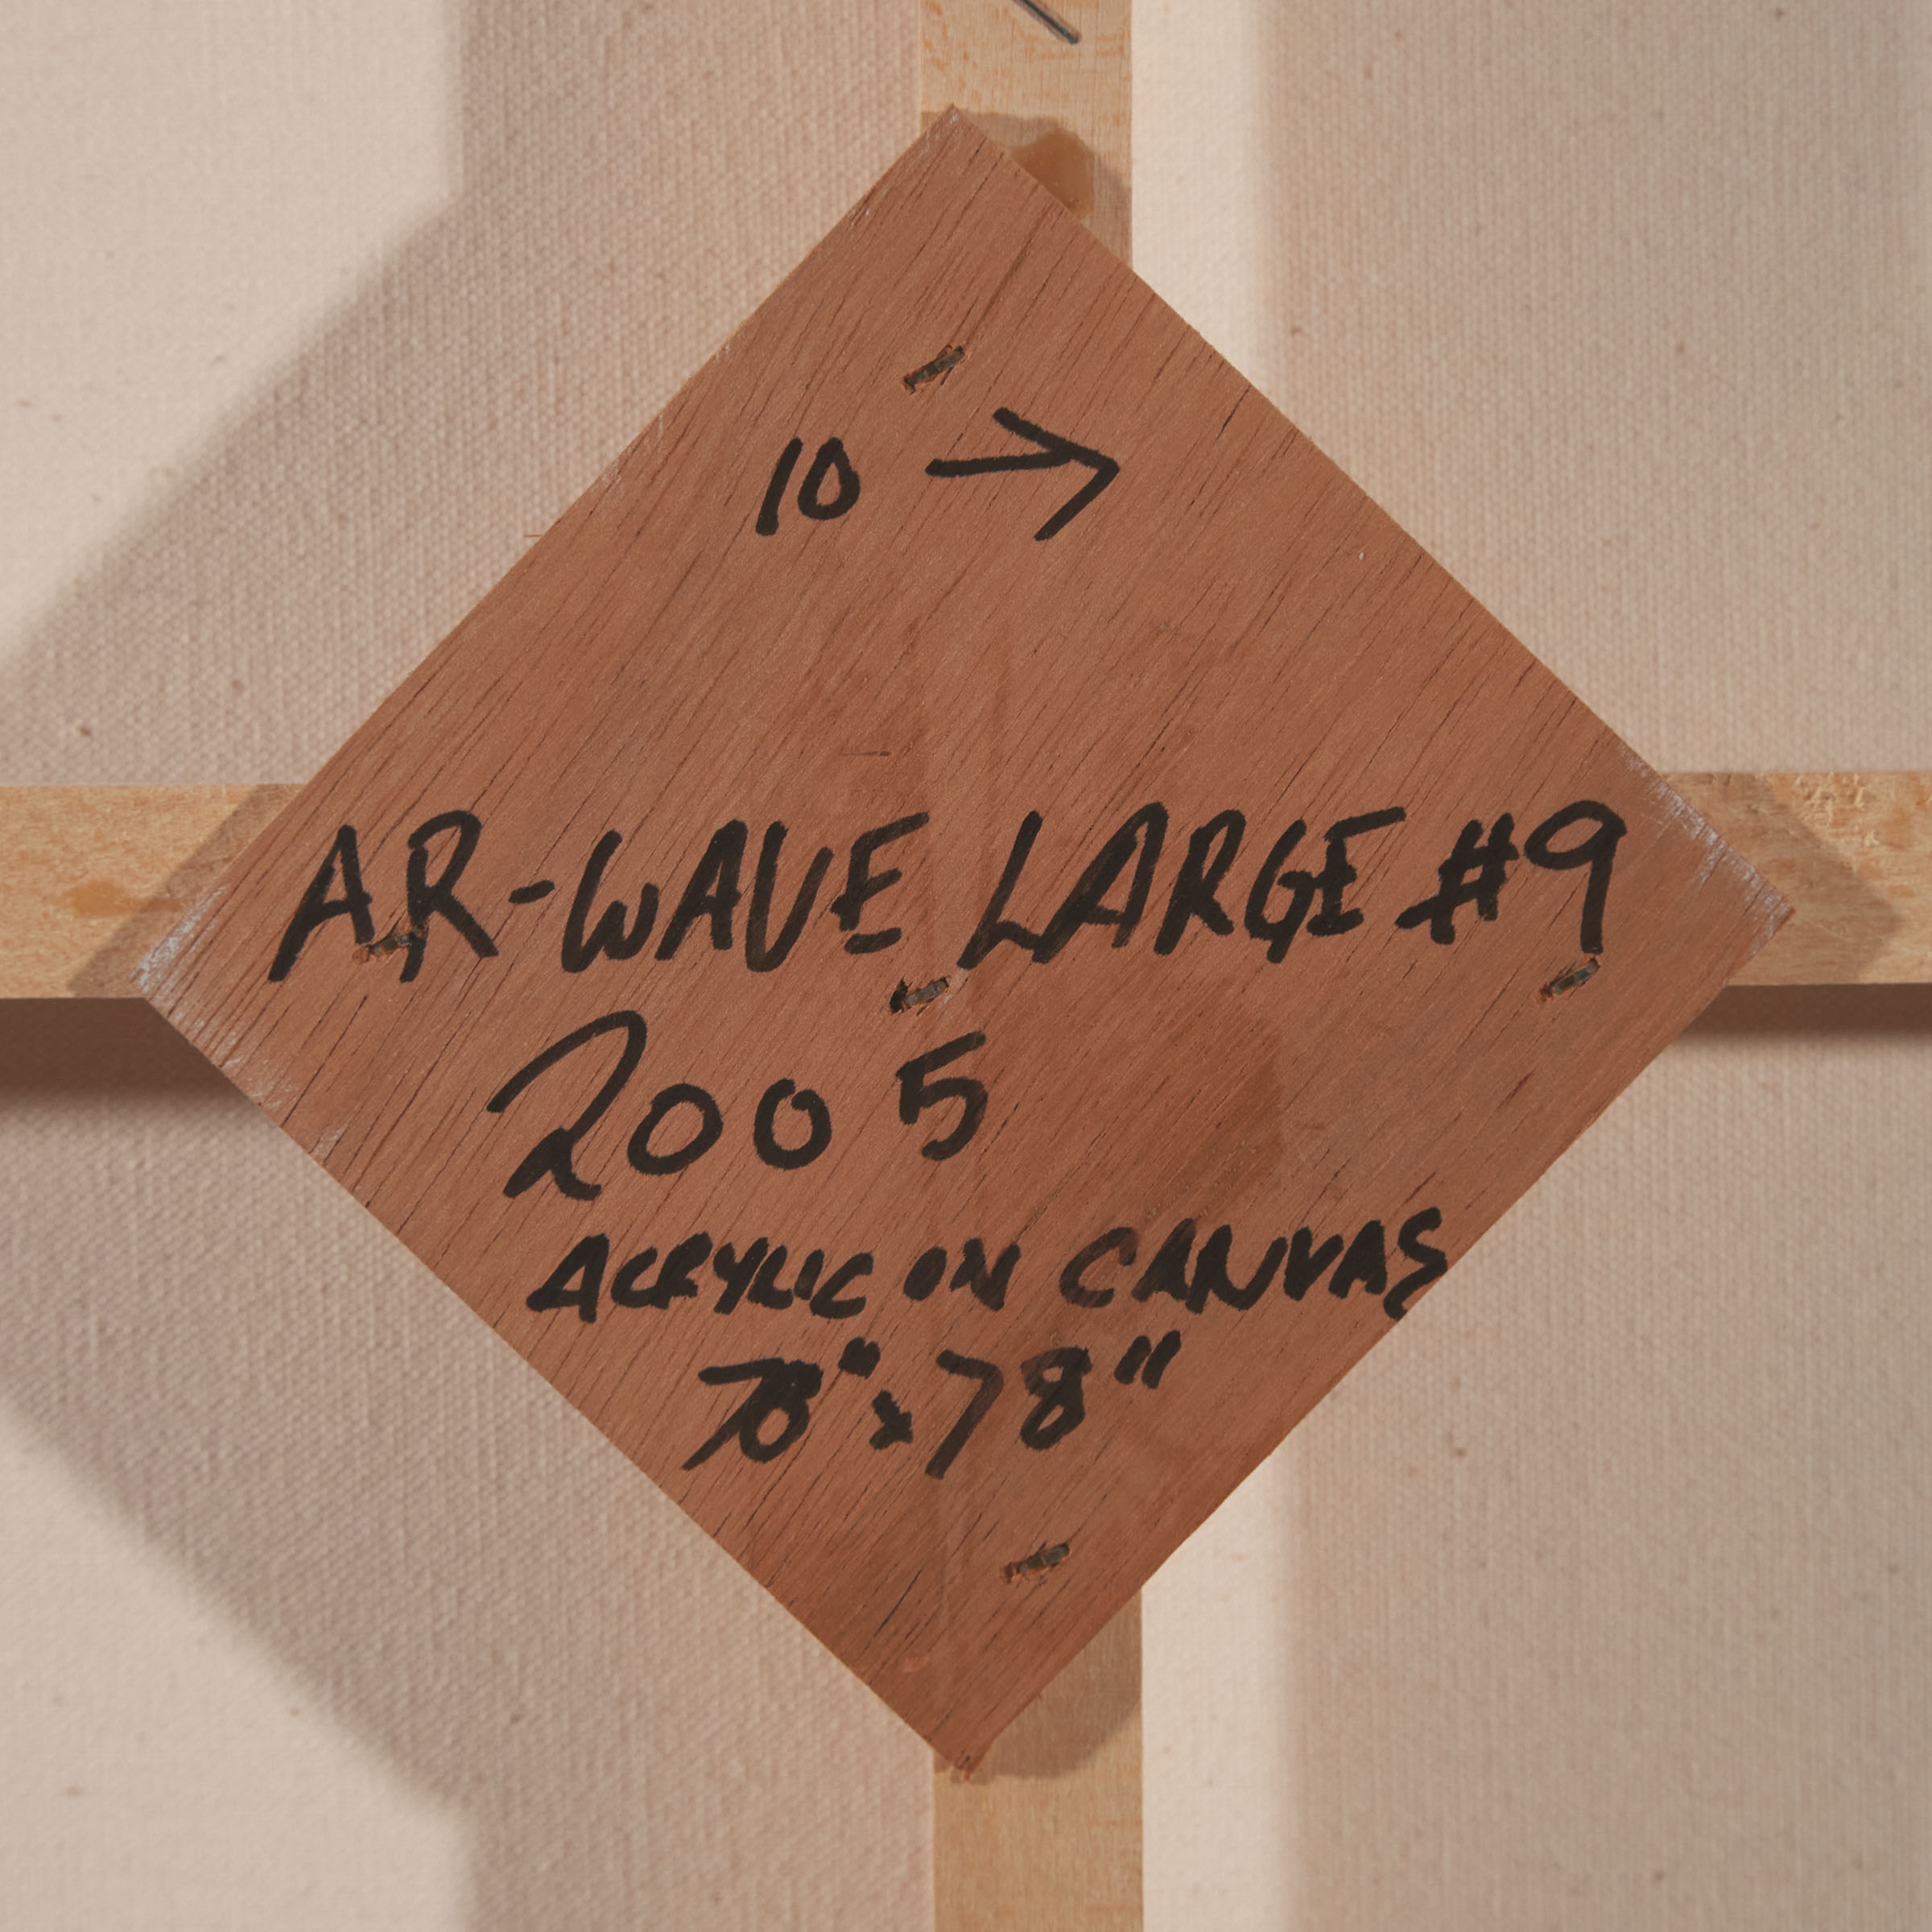 10 →
AR-WAVE LARGE #9
2005
ACRYLIC ON CANVAS
78" x 78"